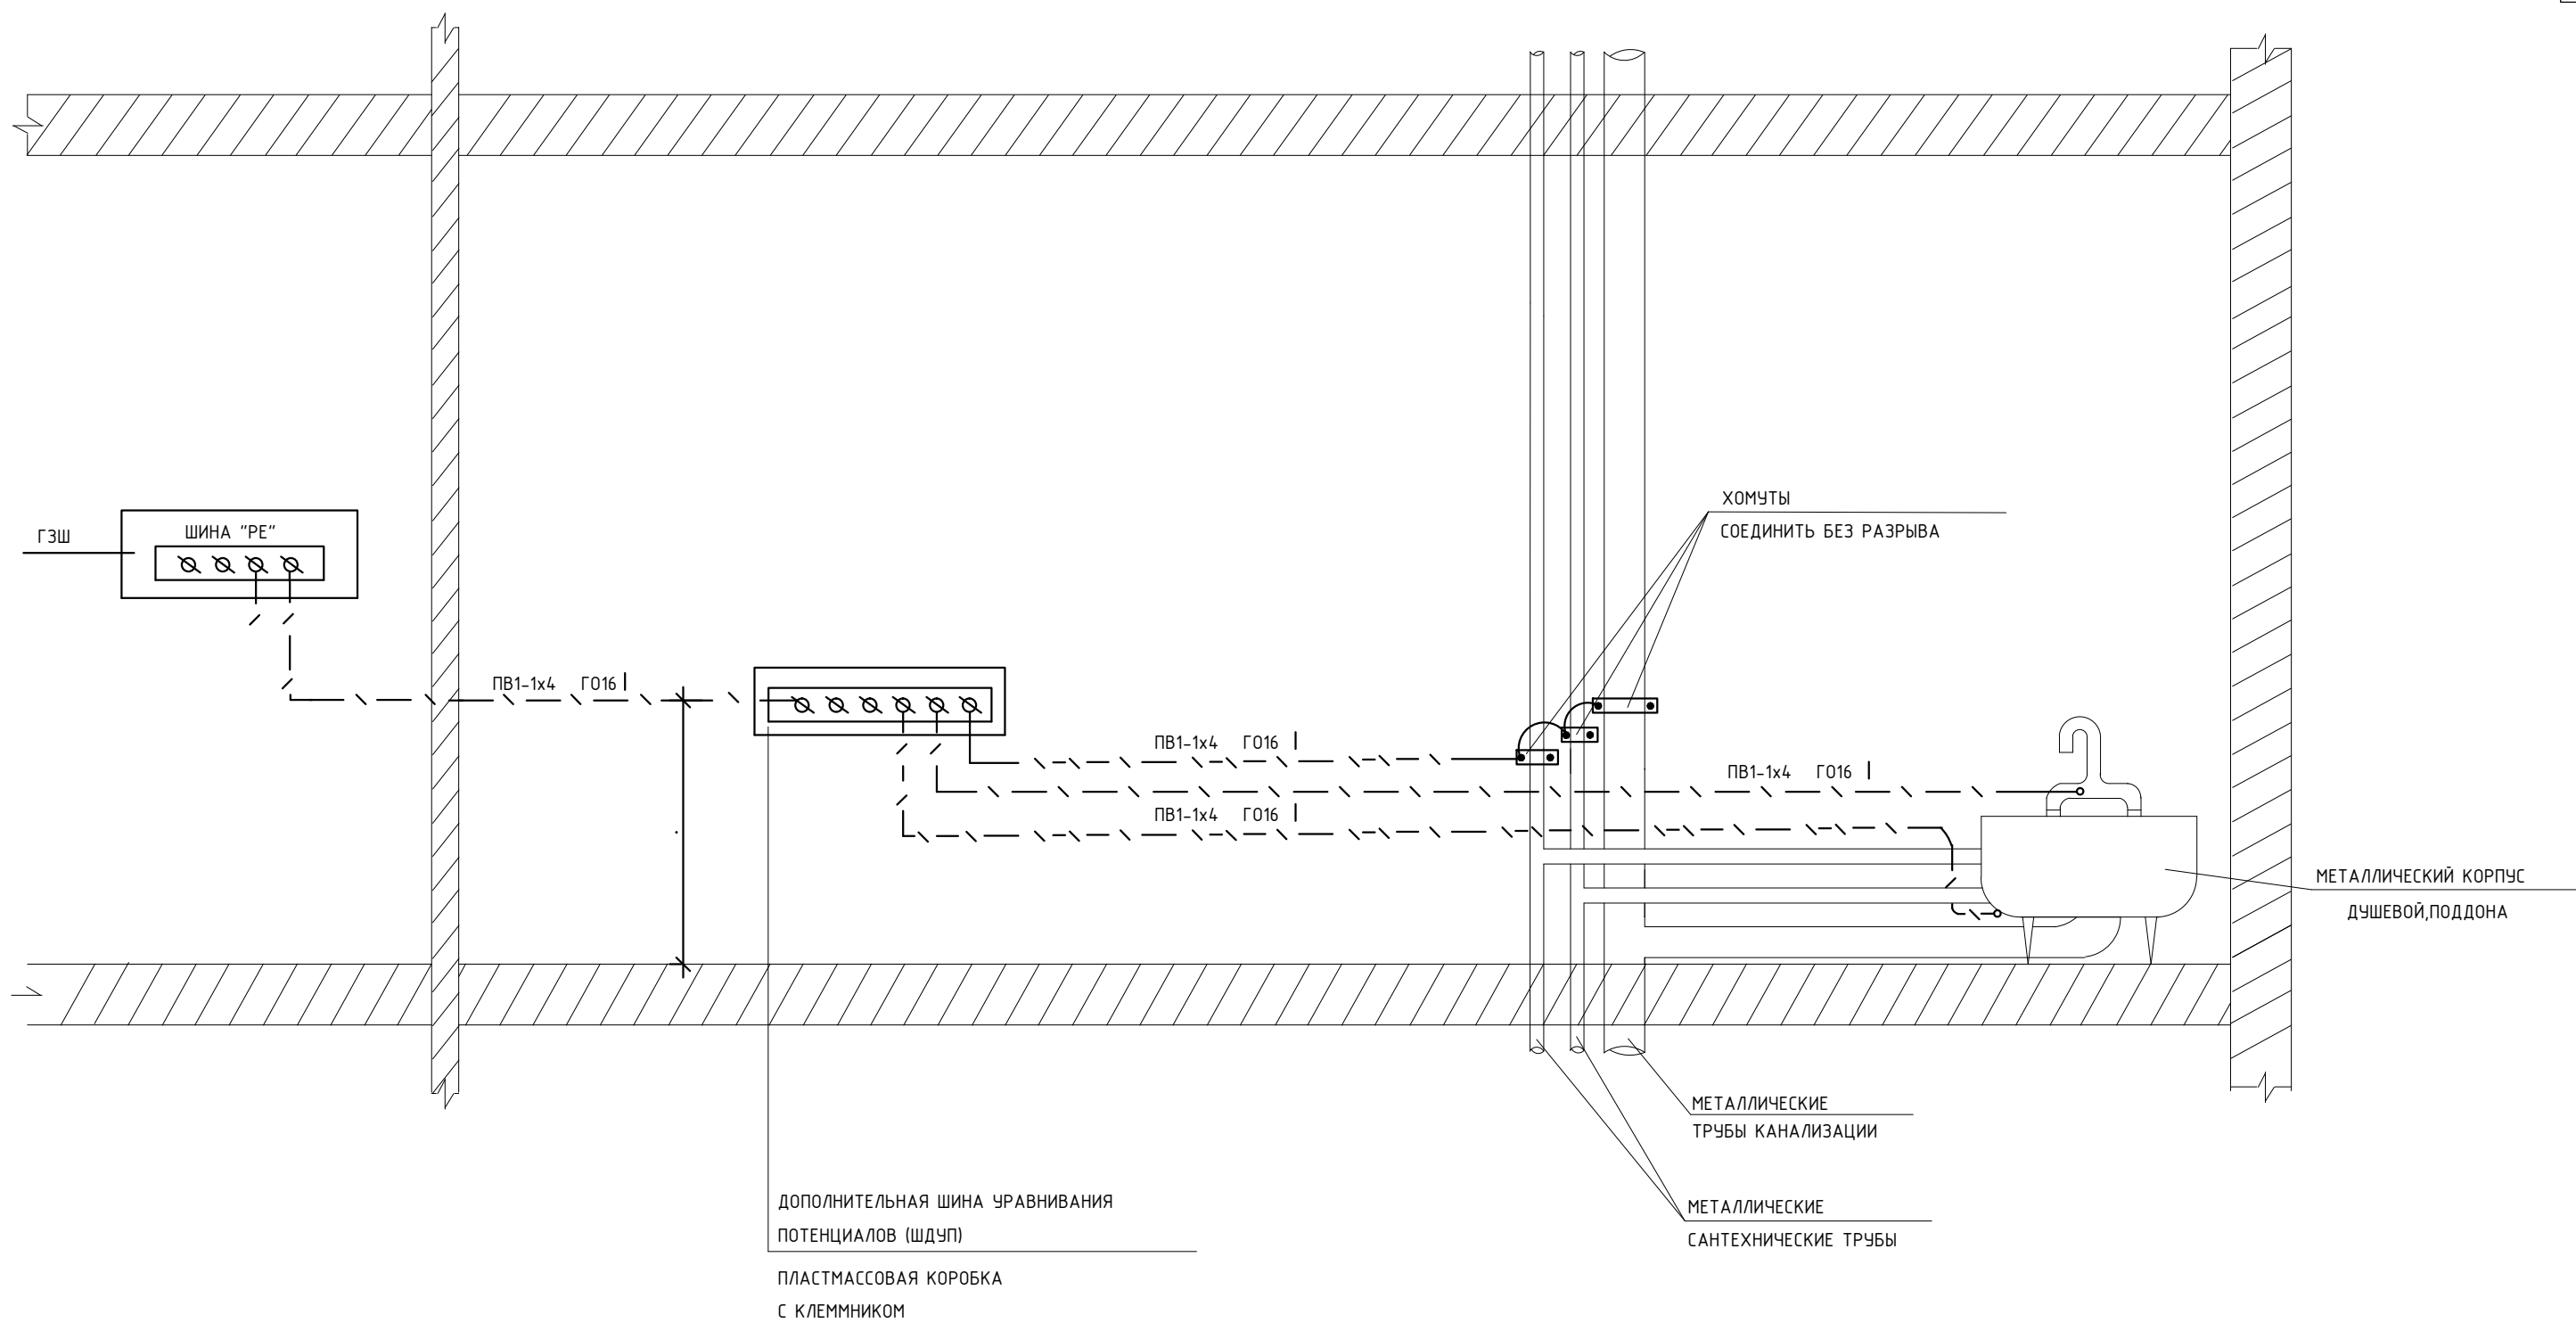 ХОМУТЫ
СОЕДИНИТЬ БЕЗ РАЗРЫВА
ГЗШ
ШИНА "РЕ"
ПВ1-1х4 ГО16
ПВ1-1х4 ГО16
ПВ1-1х4 ГО16
ПВ1-1х4 ГО16
МЕТАЛЛИЧЕСКИЙ КОРПУС
ДУШЕВОЙ,ПОДДОНА
МЕТАЛЛИЧЕСКИЕ
ТРУБЫ КАНАЛИЗАЦИИ
МЕТАЛЛИЧЕСКИЕ
САНТЕХНИЧЕСКИЕ ТРУБЫ
ДОПОЛНИТЕЛЬНАЯ ШИНА УРАВНИВАНИЯ
ПОТЕНЦИАЛОВ (ШДУП)
ПЛАСТМАССОВАЯ КОРОБКА
С КЛЕММНИКОМ